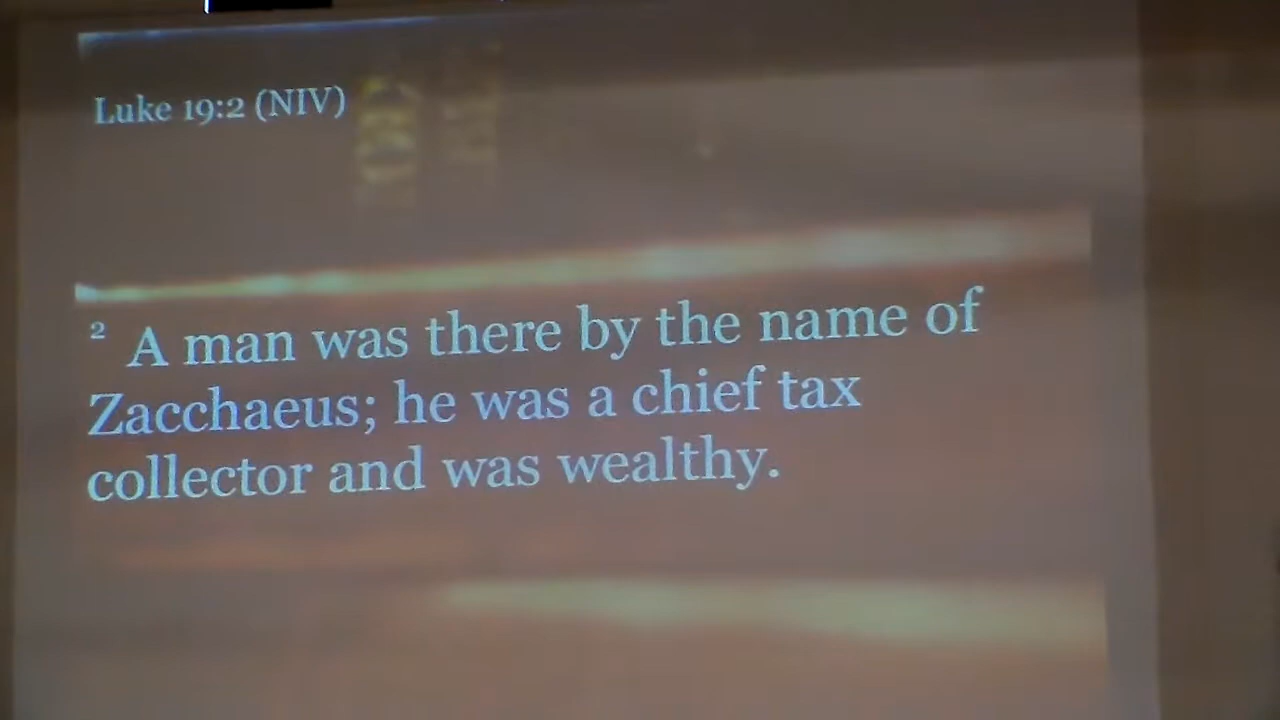 Luke 19:2 (NIV)
2 A man was there by the name of
Zacchaeus; he was a chief tax
collector and was wealthy.